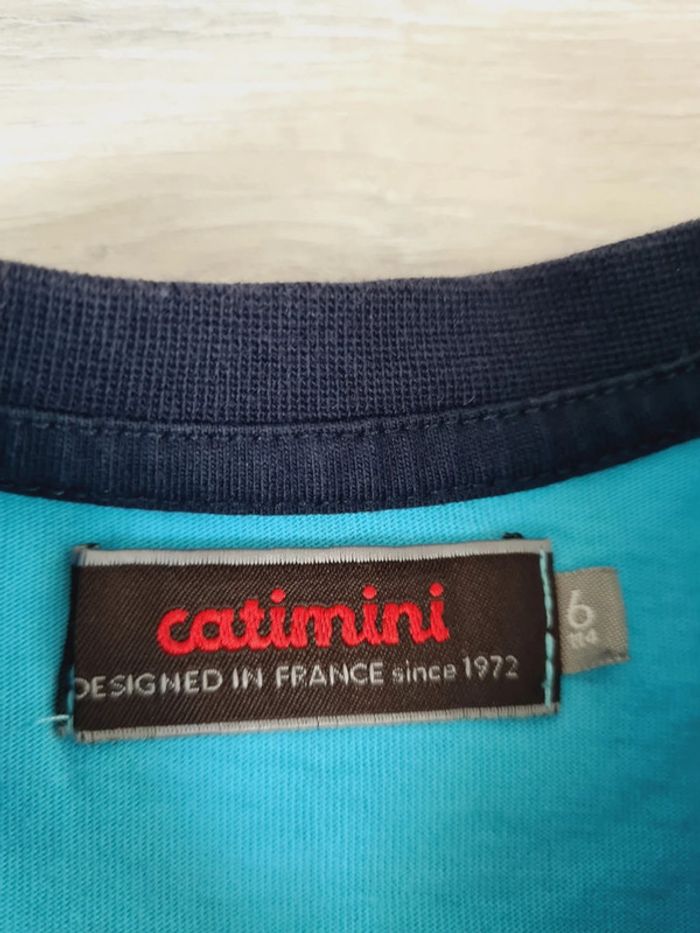 catimini
DESIGNED IN FRANCE since 1972
6
114